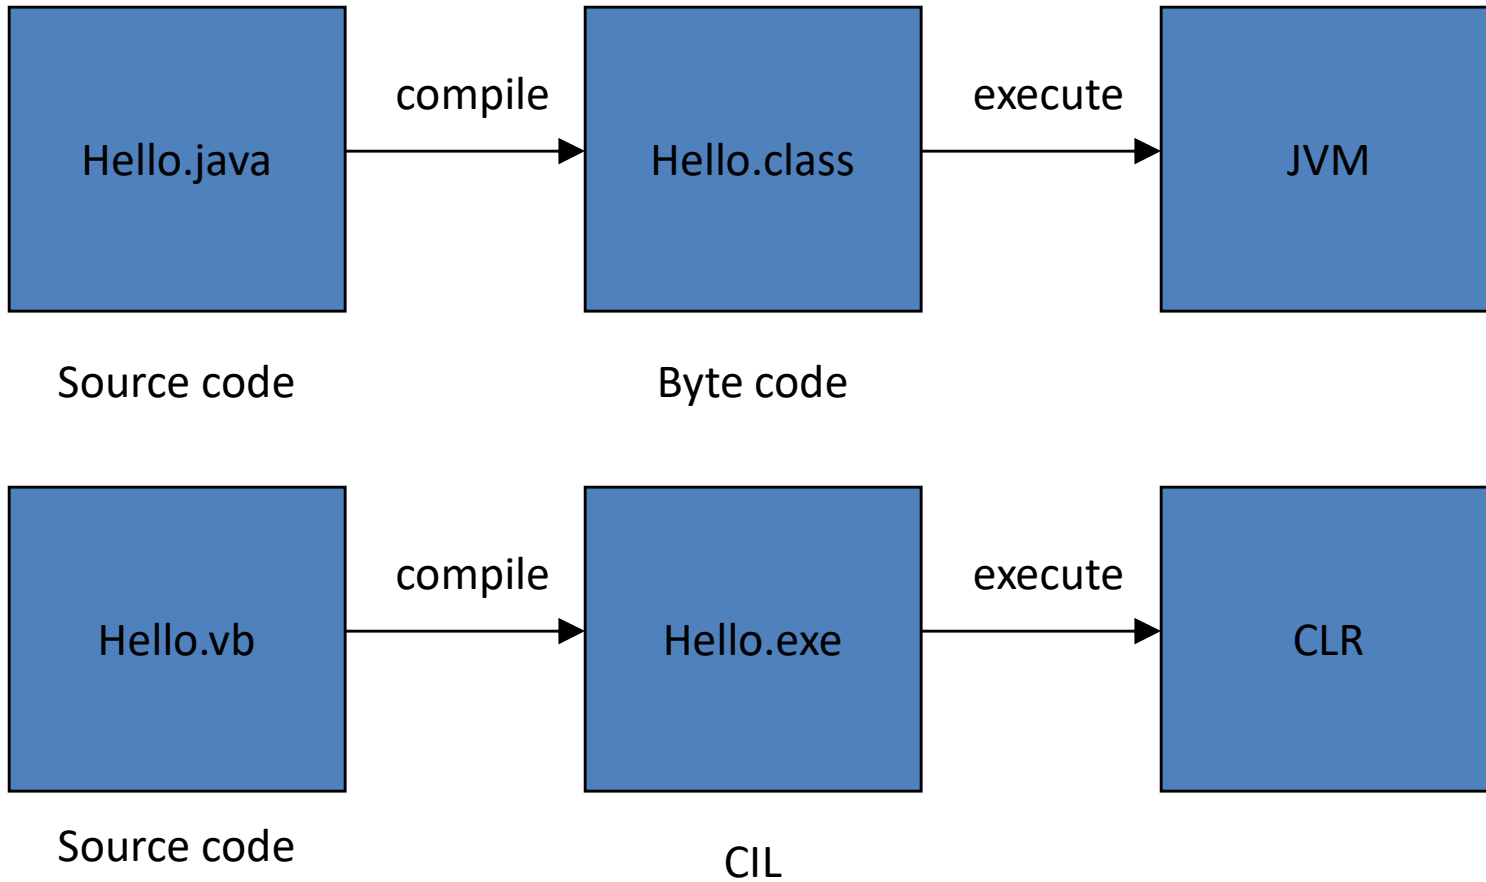 compile
execute
Hello.java
Hello.class
JVM
Source code
Byte code
compile
execute
Hello.vb
Hello.exe
CLR
Source code
CIL